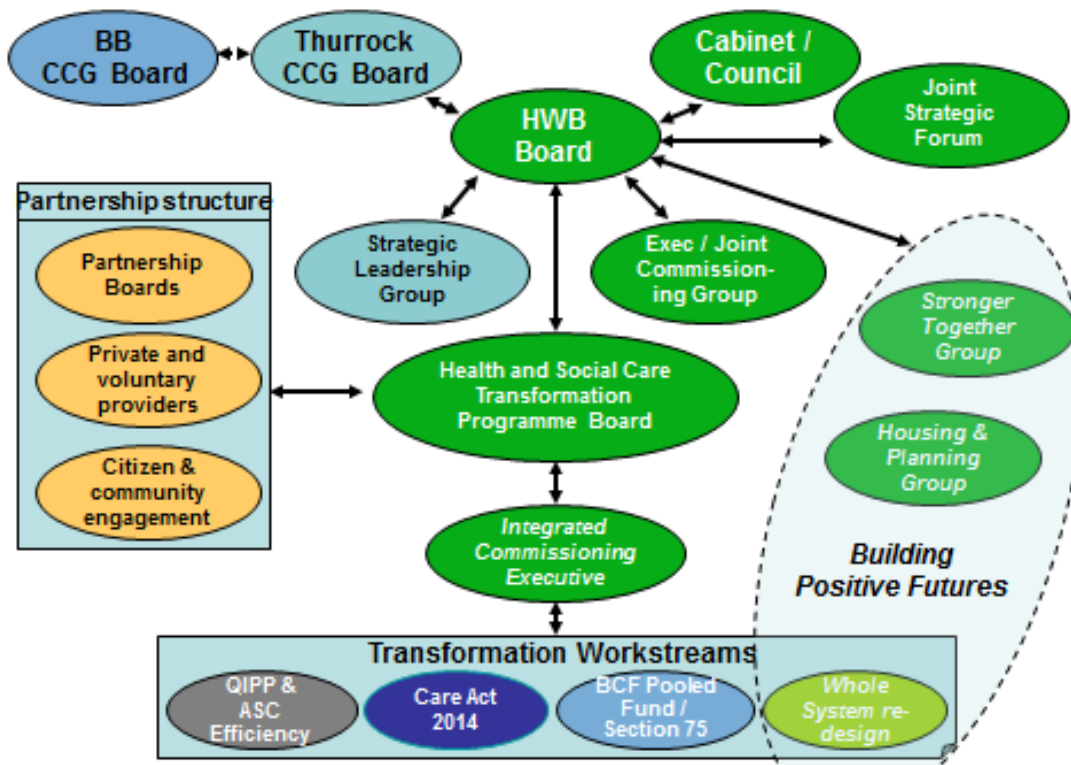 BB
CCG Board
Thurrock
CCG Board
Cabinet /
Council
Joint
Strategic
Forum
HWB
Board
Partnership structure
Partnership
Boards
Private and
voluntary
providers
Citizen &
community
engagement
Strategic
Leadership
Group
Exec / Joint
Commission-
ing Group
Stronger
Together
Group
Health and Social Care
Transformation
Programme Board
Housing &
Planning
Group
Integrated
Commissioning
Executive
Building
Positive Futures
Transformation Workstreams
QIPP &
ASC
Efficiency
Care Act
2014
BCF Pooled
Fund /
Section 75
Whole
System re-
design